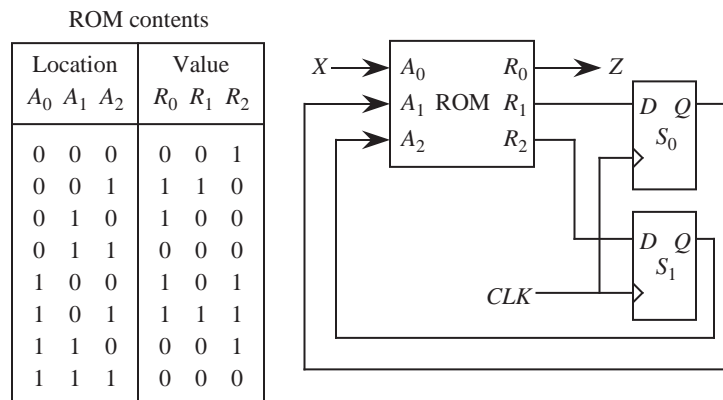 ROM contents
Location Value
A0 A1 A2 R0 R1 R2
0 0 0 0 0 1
0 0 1 1 1 0
0 1 0 1 0 0
0 1 1 0 0 0
1 0 0 1 0 1
1 0 1 1 1 1
1 1 0 0 0 1
1 1 1 0 0 0
X A0 R0 Z
A1 ROM R1 D Q
A2 R2 S0
D Q
S1
CLK